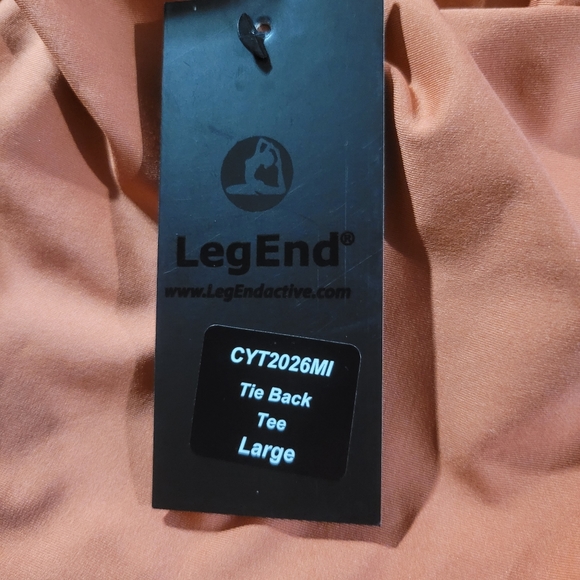 LegEnd®
www.LegEndactive.com
CYT2026MI
Tie Back
Tee
Large